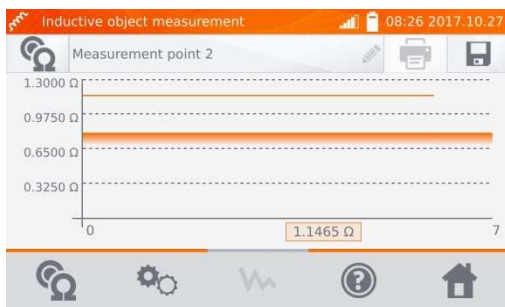 Inductive object measurement 08:26 2017.10.27
Measurement point 2
1.3000 Ω
0.9750 Ω
0.6500 Ω
0.3250 Ω
0 1.1465 Ω 7